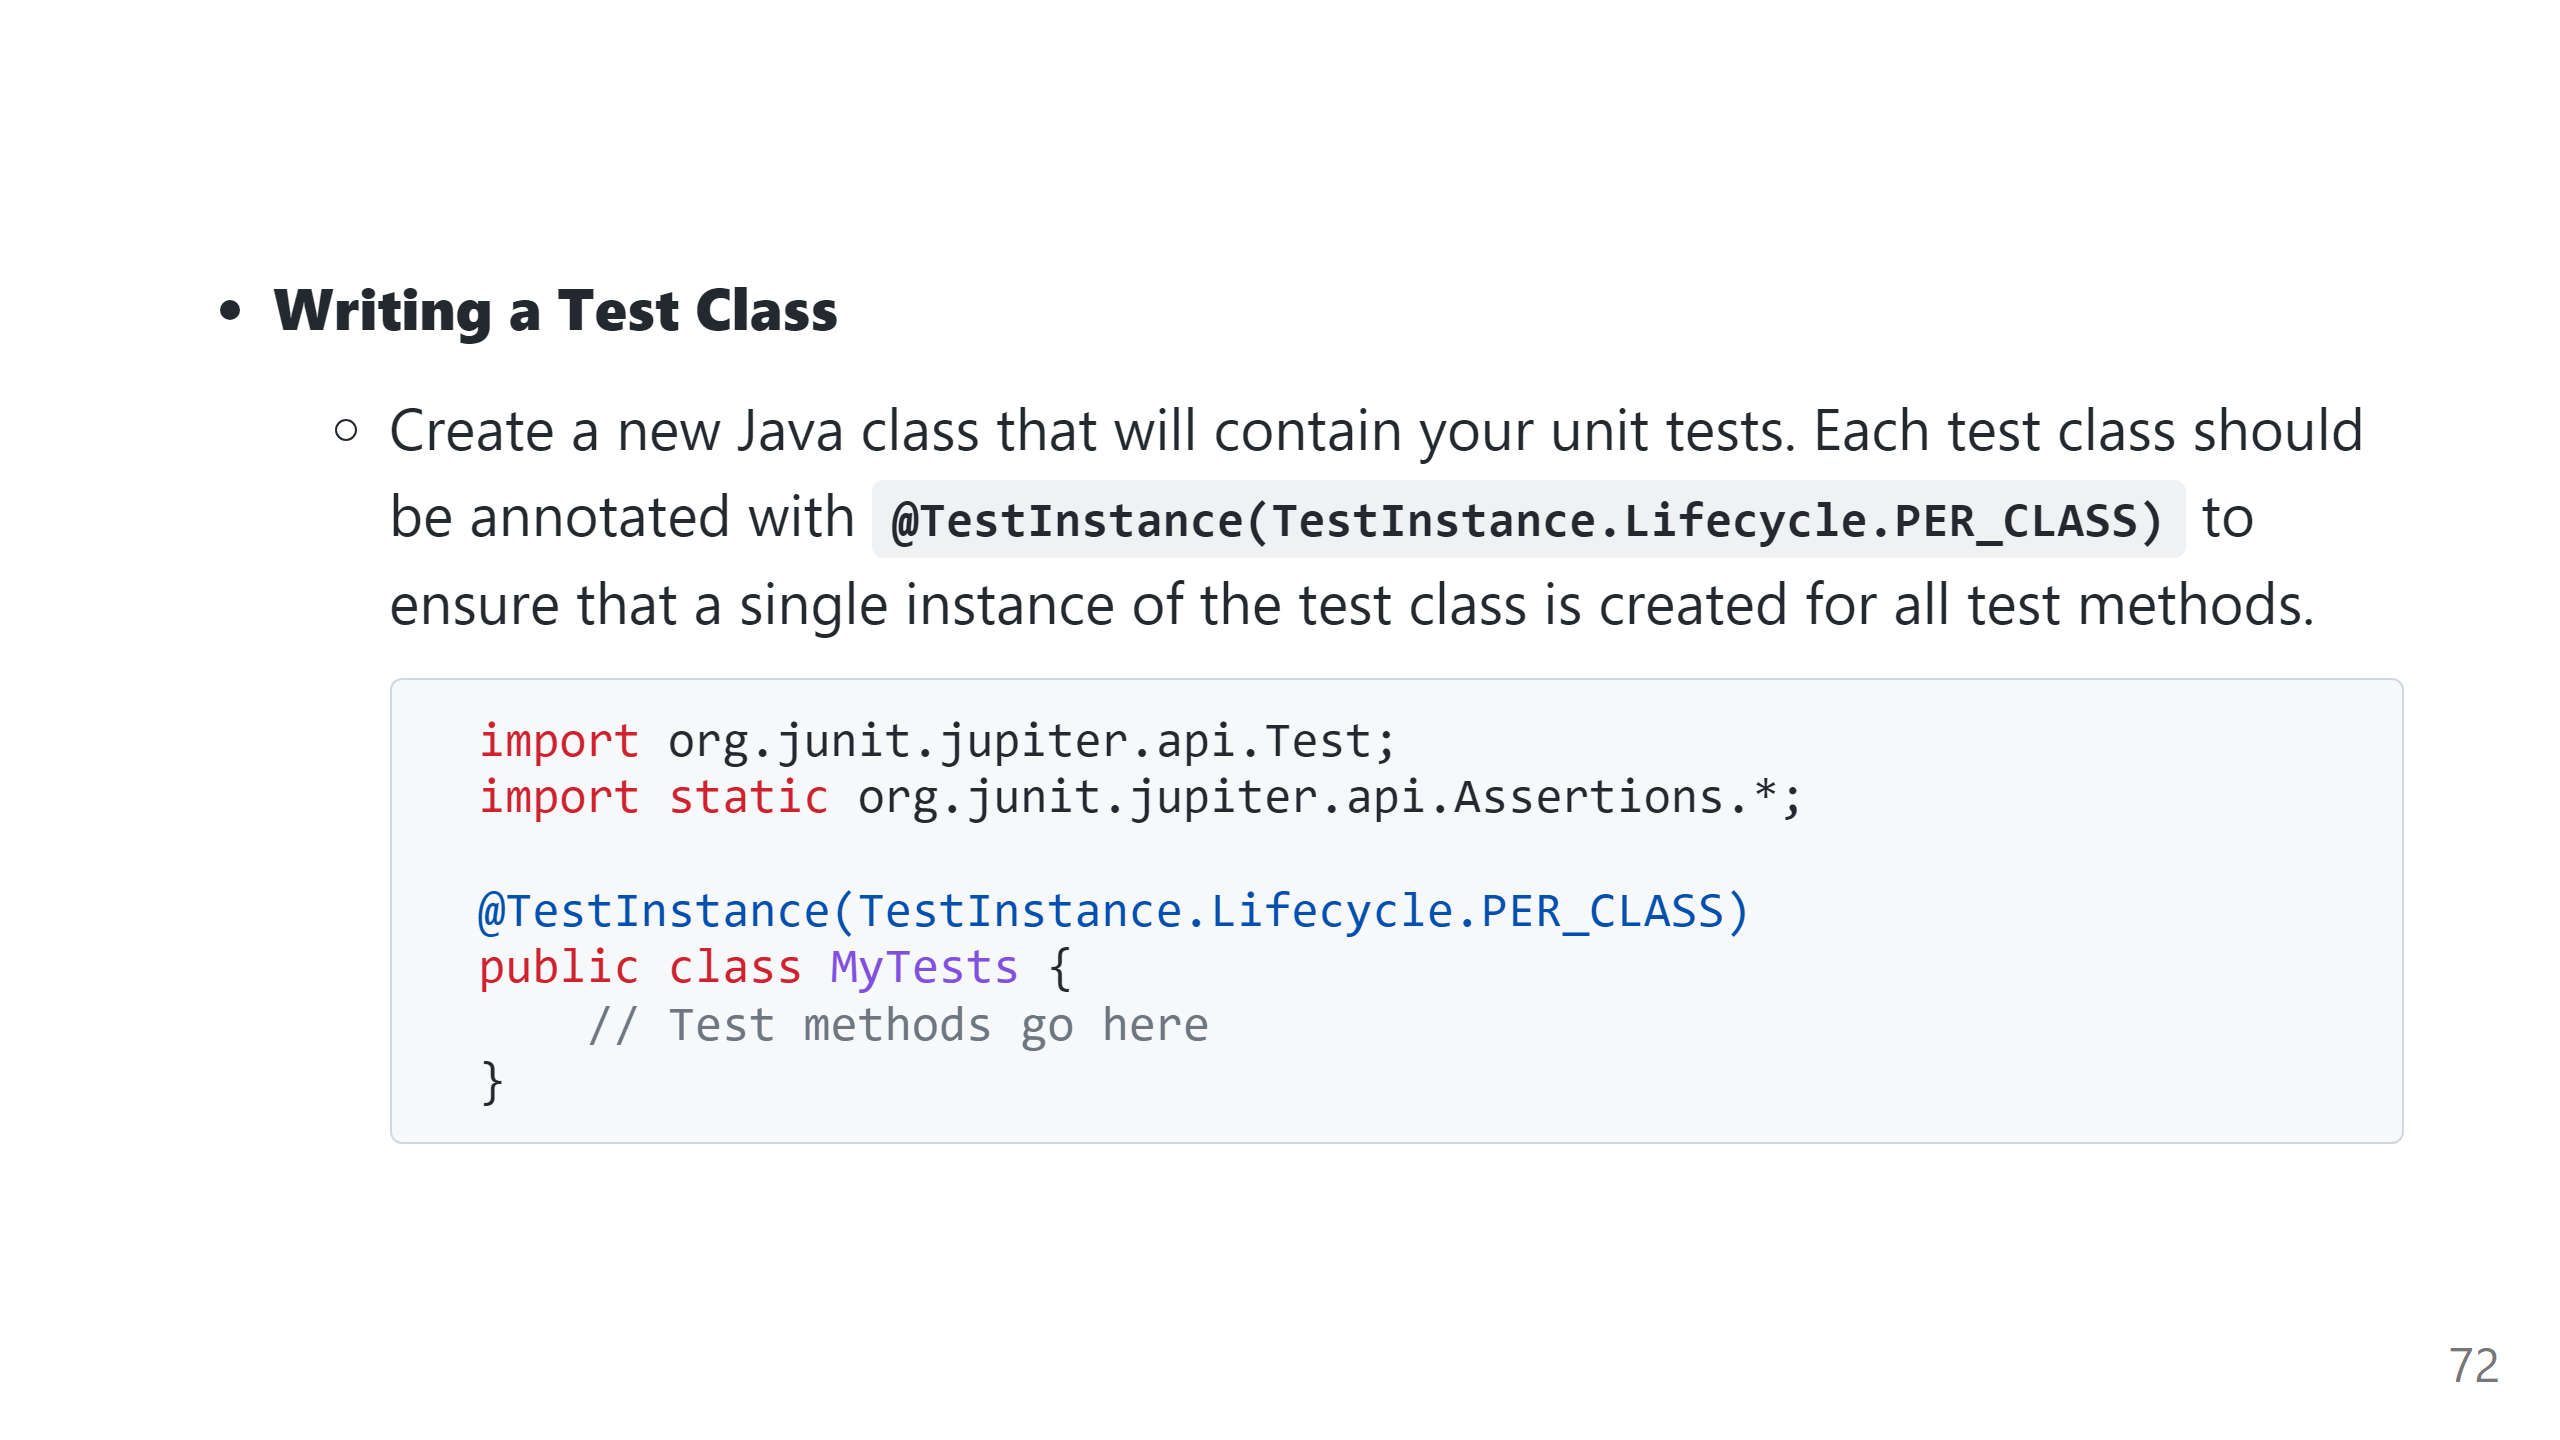 • Writing a Test Class
○ Create a new Java class that will contain your unit tests. Each test class should
be annotated with @TestInstance(TestInstance.Lifecycle.PER_CLASS) to
ensure that a single instance of the test class is created for all test methods.
import org.junit.jupiter.api.Test;
import static org.junit.jupiter.api.Assertions.*;
@TestInstance(TestInstance.Lifecycle.PER_CLASS)
public class MyTests {
    // Test methods go here
}
72